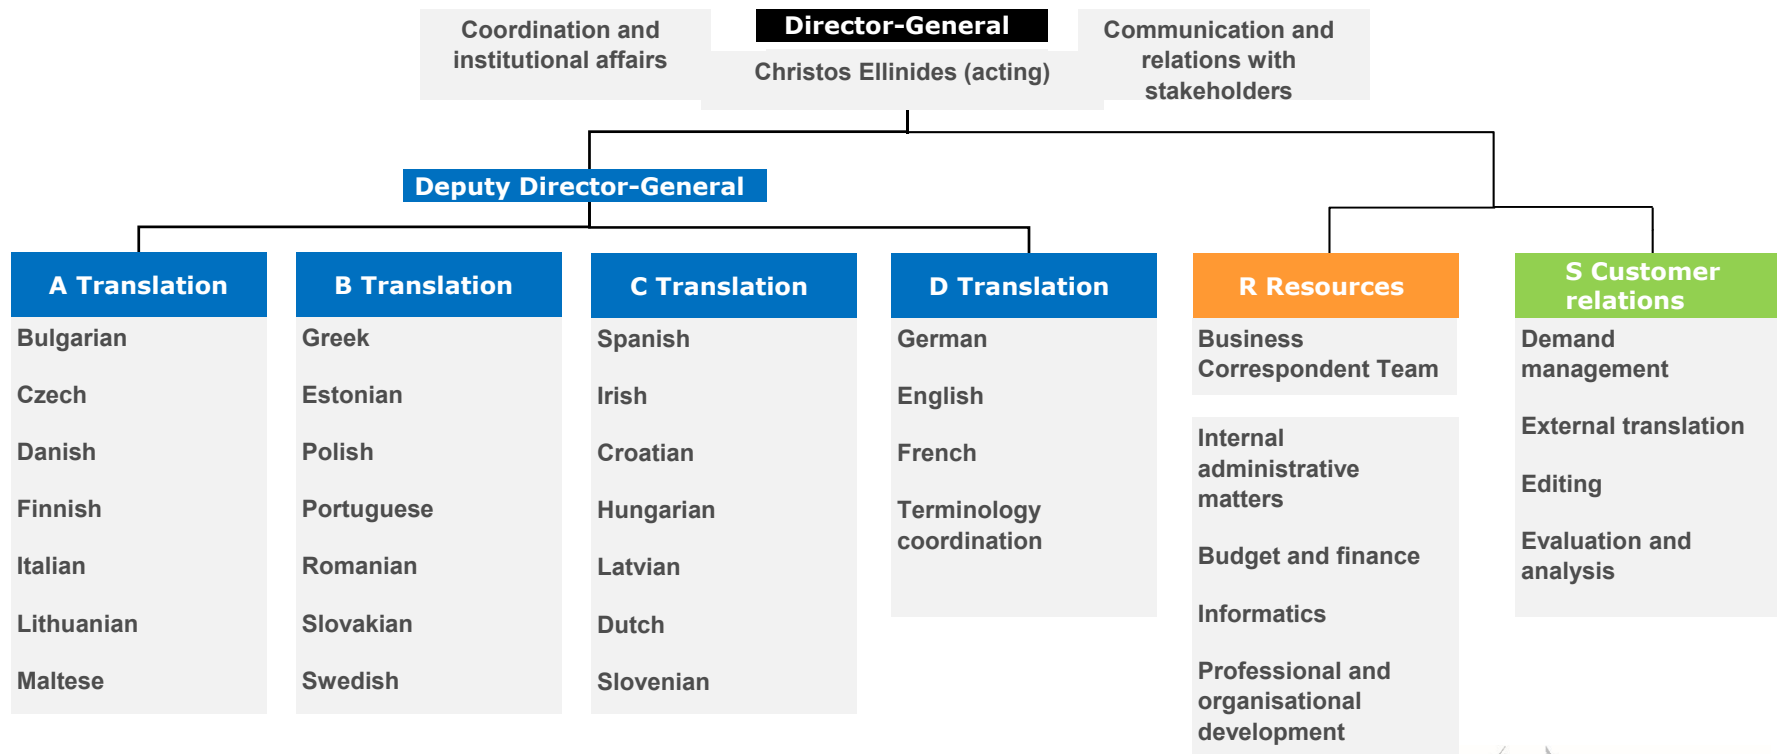 Coordination and
institutional affairs
Director-General
Christos Ellinides (acting)
Communication and
relations with
stakeholders
Deputy Director-General
A Translation
Bulgarian
Czech
Danish
Finnish
Italian
Lithuanian
Maltese
B Translation
Greek
Estonian
Polish
Portuguese
Romanian
Slovakian
Swedish
C Translation
Spanish
Irish
Croatian
Hungarian
Latvian
Dutch
Slovenian
D Translation
German
English
French
Terminology
coordination
R Resources
Business
Correspondent Team
Internal
administrative
matters
Budget and finance
Informatics
Professional and
organisational
development
S Customer
relations
Demand
management
External translation
Editing
Evaluation and
analysis